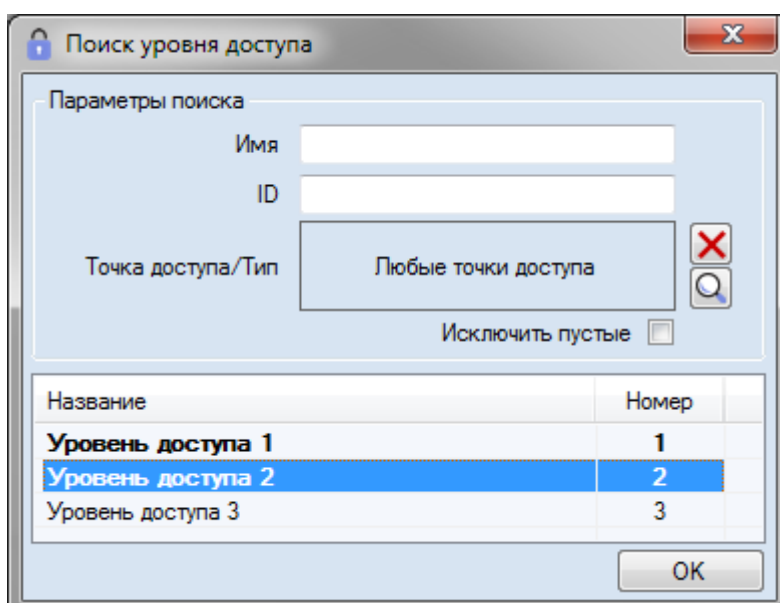 Поиск уровня доступа
Параметры поиска
Имя
ID
Точка доступа/Тип Любые точки доступа
Исключить пустые
Название Номер
Уровень доступа 1 1
Уровень доступа 2 2
Уровень доступа 3 3
OK